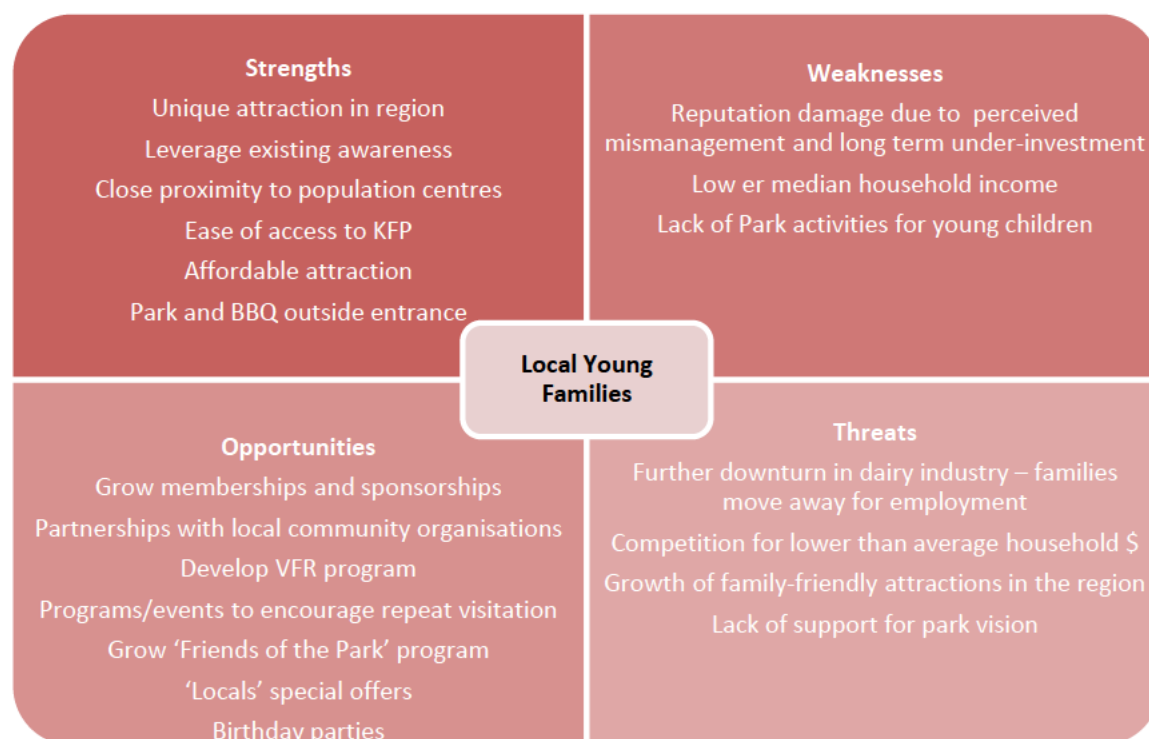 Strengths
Unique attraction in region
Leverage existing awareness
Close proximity to population centres
Ease of access to KFP
Affordable attraction
Park and BBQ outside entrance
Weaknesses
Reputation damage due to perceived
mismanagement and long term under-investment
Low er median household income
Lack of Park activities for young children
Local Young
Families
Opportunities
Grow memberships and sponsorships
Partnerships with local community organisations
Develop VFR program
Programs/events to encourage repeat visitation
Grow ‘Friends of the Park’ program
‘Locals’ special offers
Birthday parties
Threats
Further downturn in dairy industry – families
move away for employment
Competition for lower than average household $
Growth of family-friendly attractions in the region
Lack of support for park vision